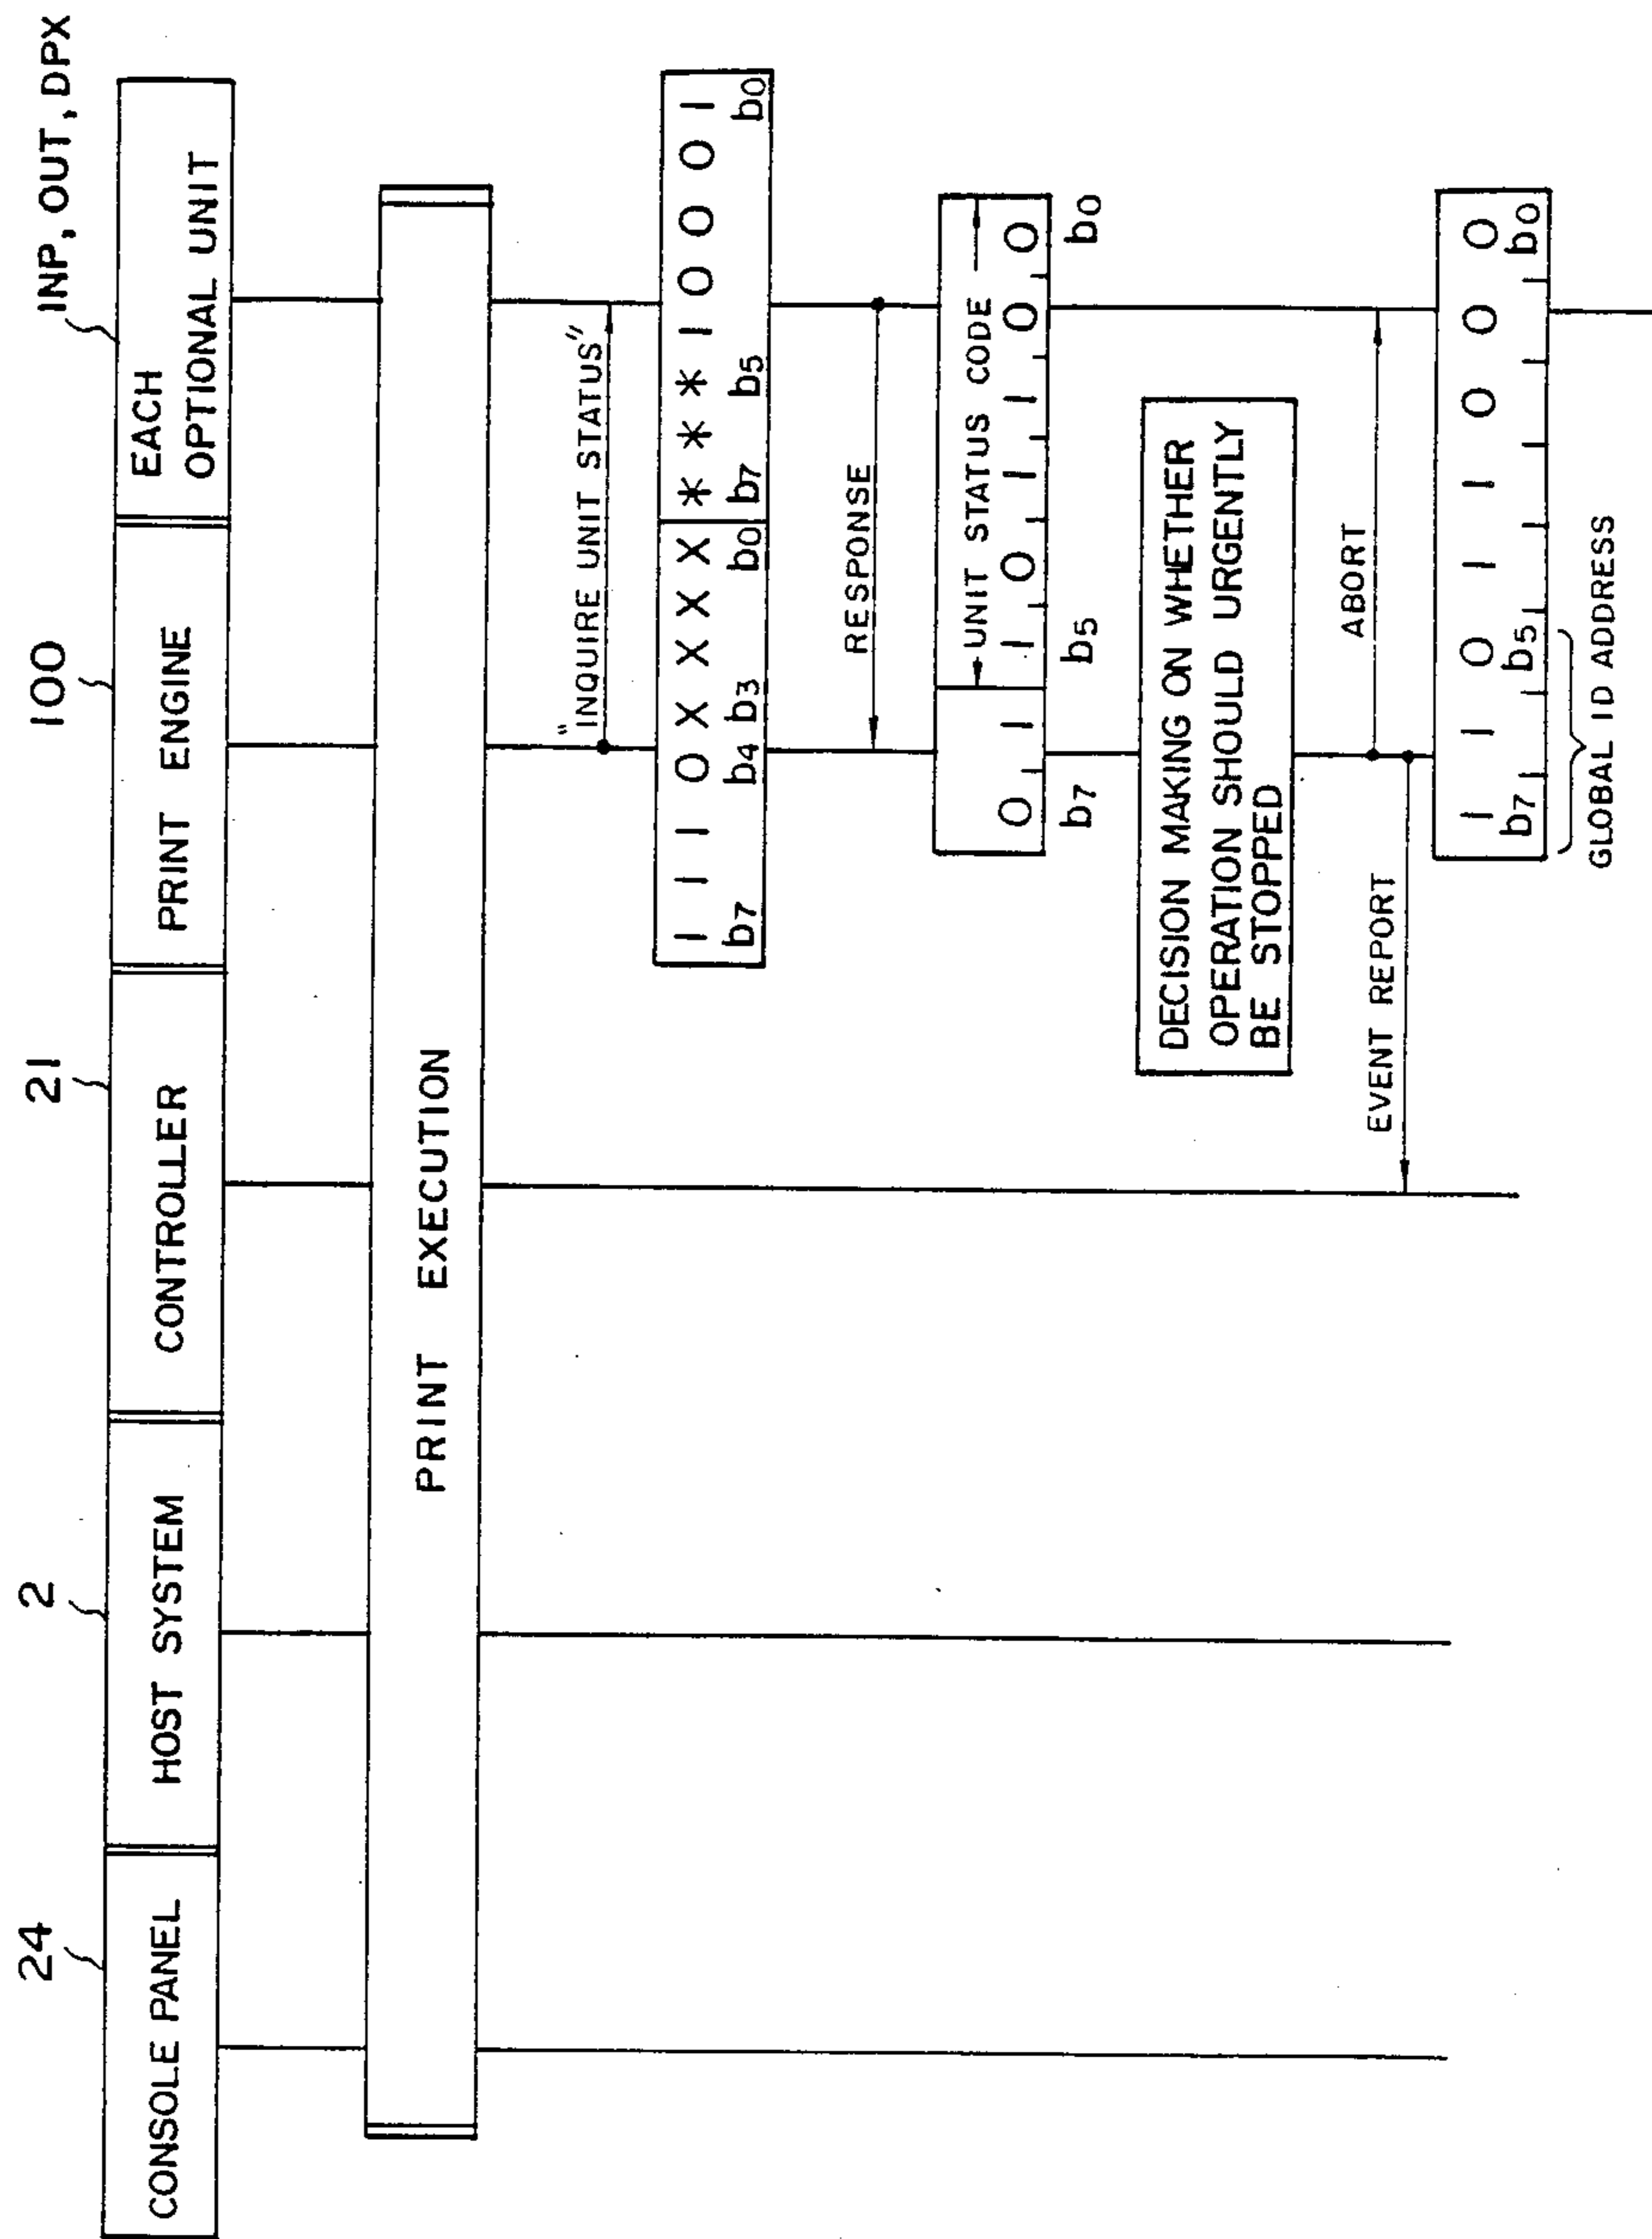 24
2
21
100
INP, OUT, DPX
CONSOLE PANEL
HOST SYSTEM
CONTROLLER
PRINT ENGINE
EACH
OPTIONAL UNIT
PRINT EXECUTION
"INQUIRE UNIT STATUS"
1 1 1 0 X X X X * * * 1 0 0 0 1
b7 b4 b3 b0 b7 b5 b0
RESPONSE
UNIT STATUS CODE
0 1 1 0 1 1 0 0
b7 b5 b0
DECISION MAKING ON WHETHER
OPERATION SHOULD URGENTLY
BE STOPPED
ABORT
EVENT REPORT
1 1 0 1 1 0 0 0
b7 b5 b0
GLOBAL ID ADDRESS